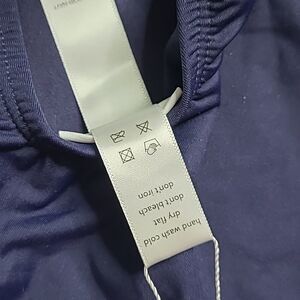 hand wash cold
dry flat
don't bleach
don't iron